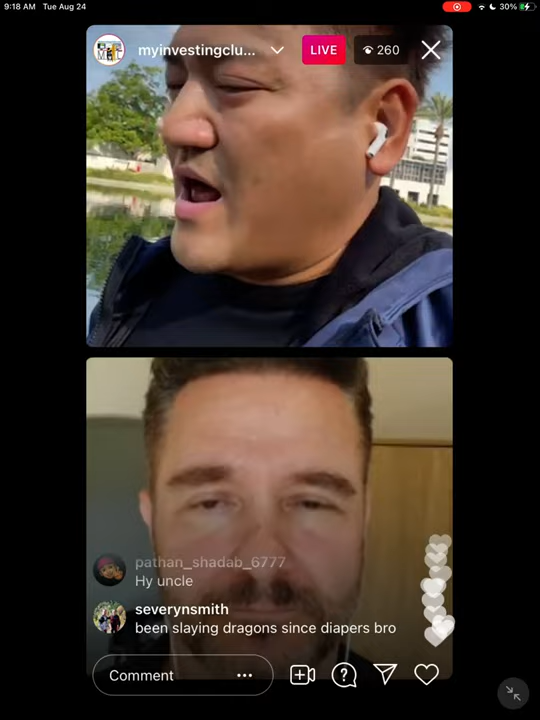 9:18 AM Tue Aug 24
30%
myinvestingclu...
LIVE
260
pathan_shadab_6777
Hy uncle
severynsmith
been slaying dragons since diapers bro
Comment